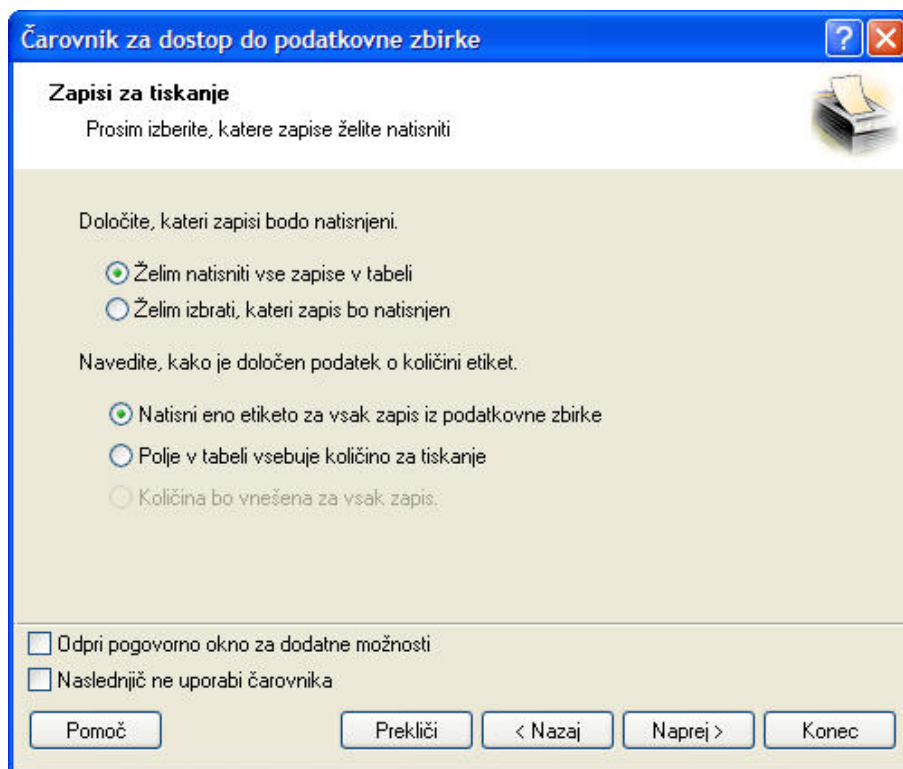 Čarovnik za dostop do podatkovne zbirke
Zapisi za tiskanje
Prosim izberite, katere zapise želite natisniti
Določite, kateri zapisi bodo natisnjeni.
Želim natisniti vse zapise v tabeli
Želim izbrati, kateri zapis bo natisnjen
Navedite, kako je določen podatek o količini etiket.
Natisni eno etiketo za vsak zapis iz podatkovne zbirke
Polje v tabeli vsebuje količino za tiskanje
Količina bo vnešena za vsak zapis.
Odpri pogovorno okno za dodatne možnosti
Naslednjič ne uporabi čarovnika
Pomoč Prekliči < Nazaj Naprej > Konec